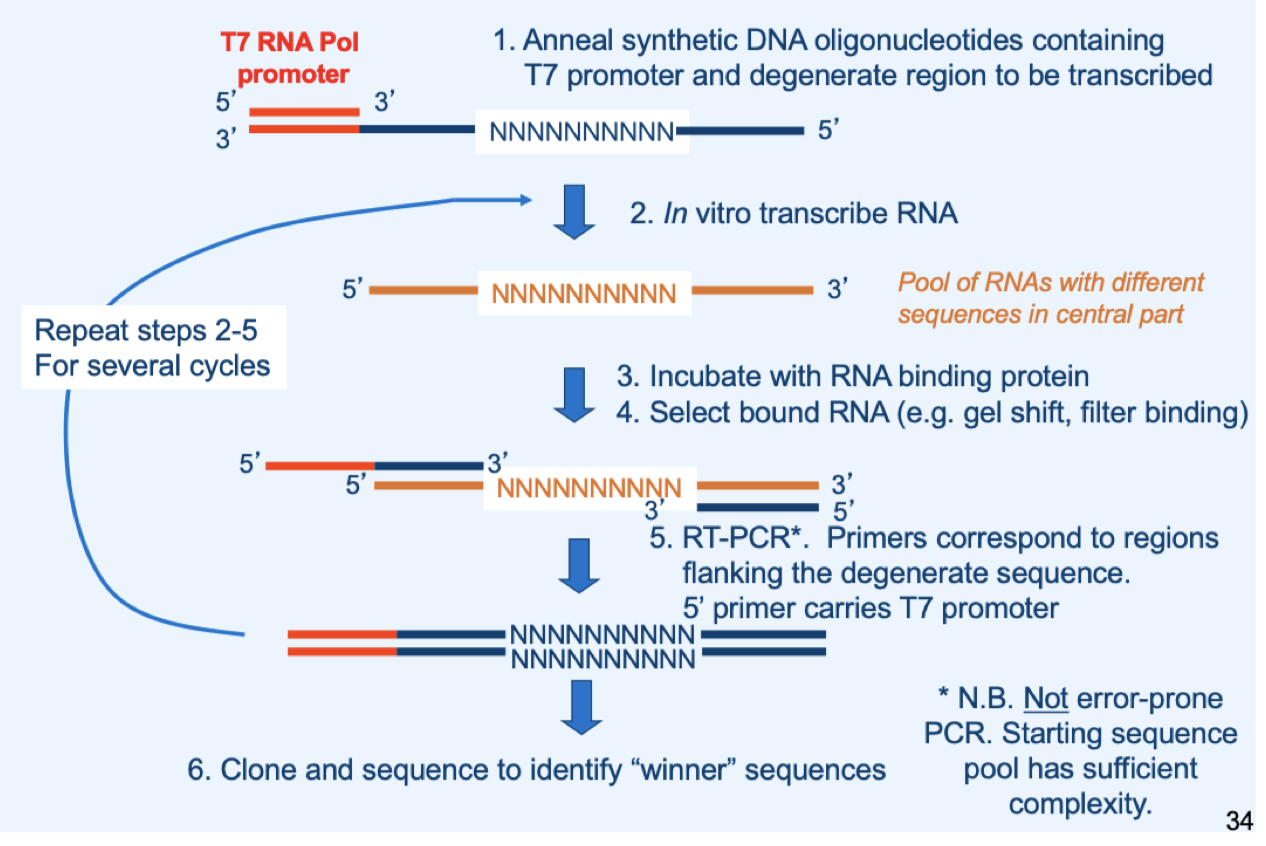 T7 RNA Pol
promoter
1. Anneal synthetic DNA oligonucleotides containing
T7 promoter and degenerate region to be transcribed
5’ 3’
3’ NNNNNNNNNN 5’
2. In vitro transcribe RNA
5’ NNNNNNNNNN 3’
Pool of RNAs with different
sequences in central part
Repeat steps 2-5
For several cycles
3. Incubate with RNA binding protein
4. Select bound RNA (e.g. gel shift, filter binding)
5’ 3’
5’ NNNNNNNNNN 3’
3’ 5’
5. RT-PCR*. Primers correspond to regions
flanking the degenerate sequence.
5’ primer carries T7 promoter
NNNNNNNNNN
NNNNNNNNNN
6. Clone and sequence to identify “winner” sequences
* N.B. Not error-prone
PCR. Starting sequence
pool has sufficient
complexity.
34